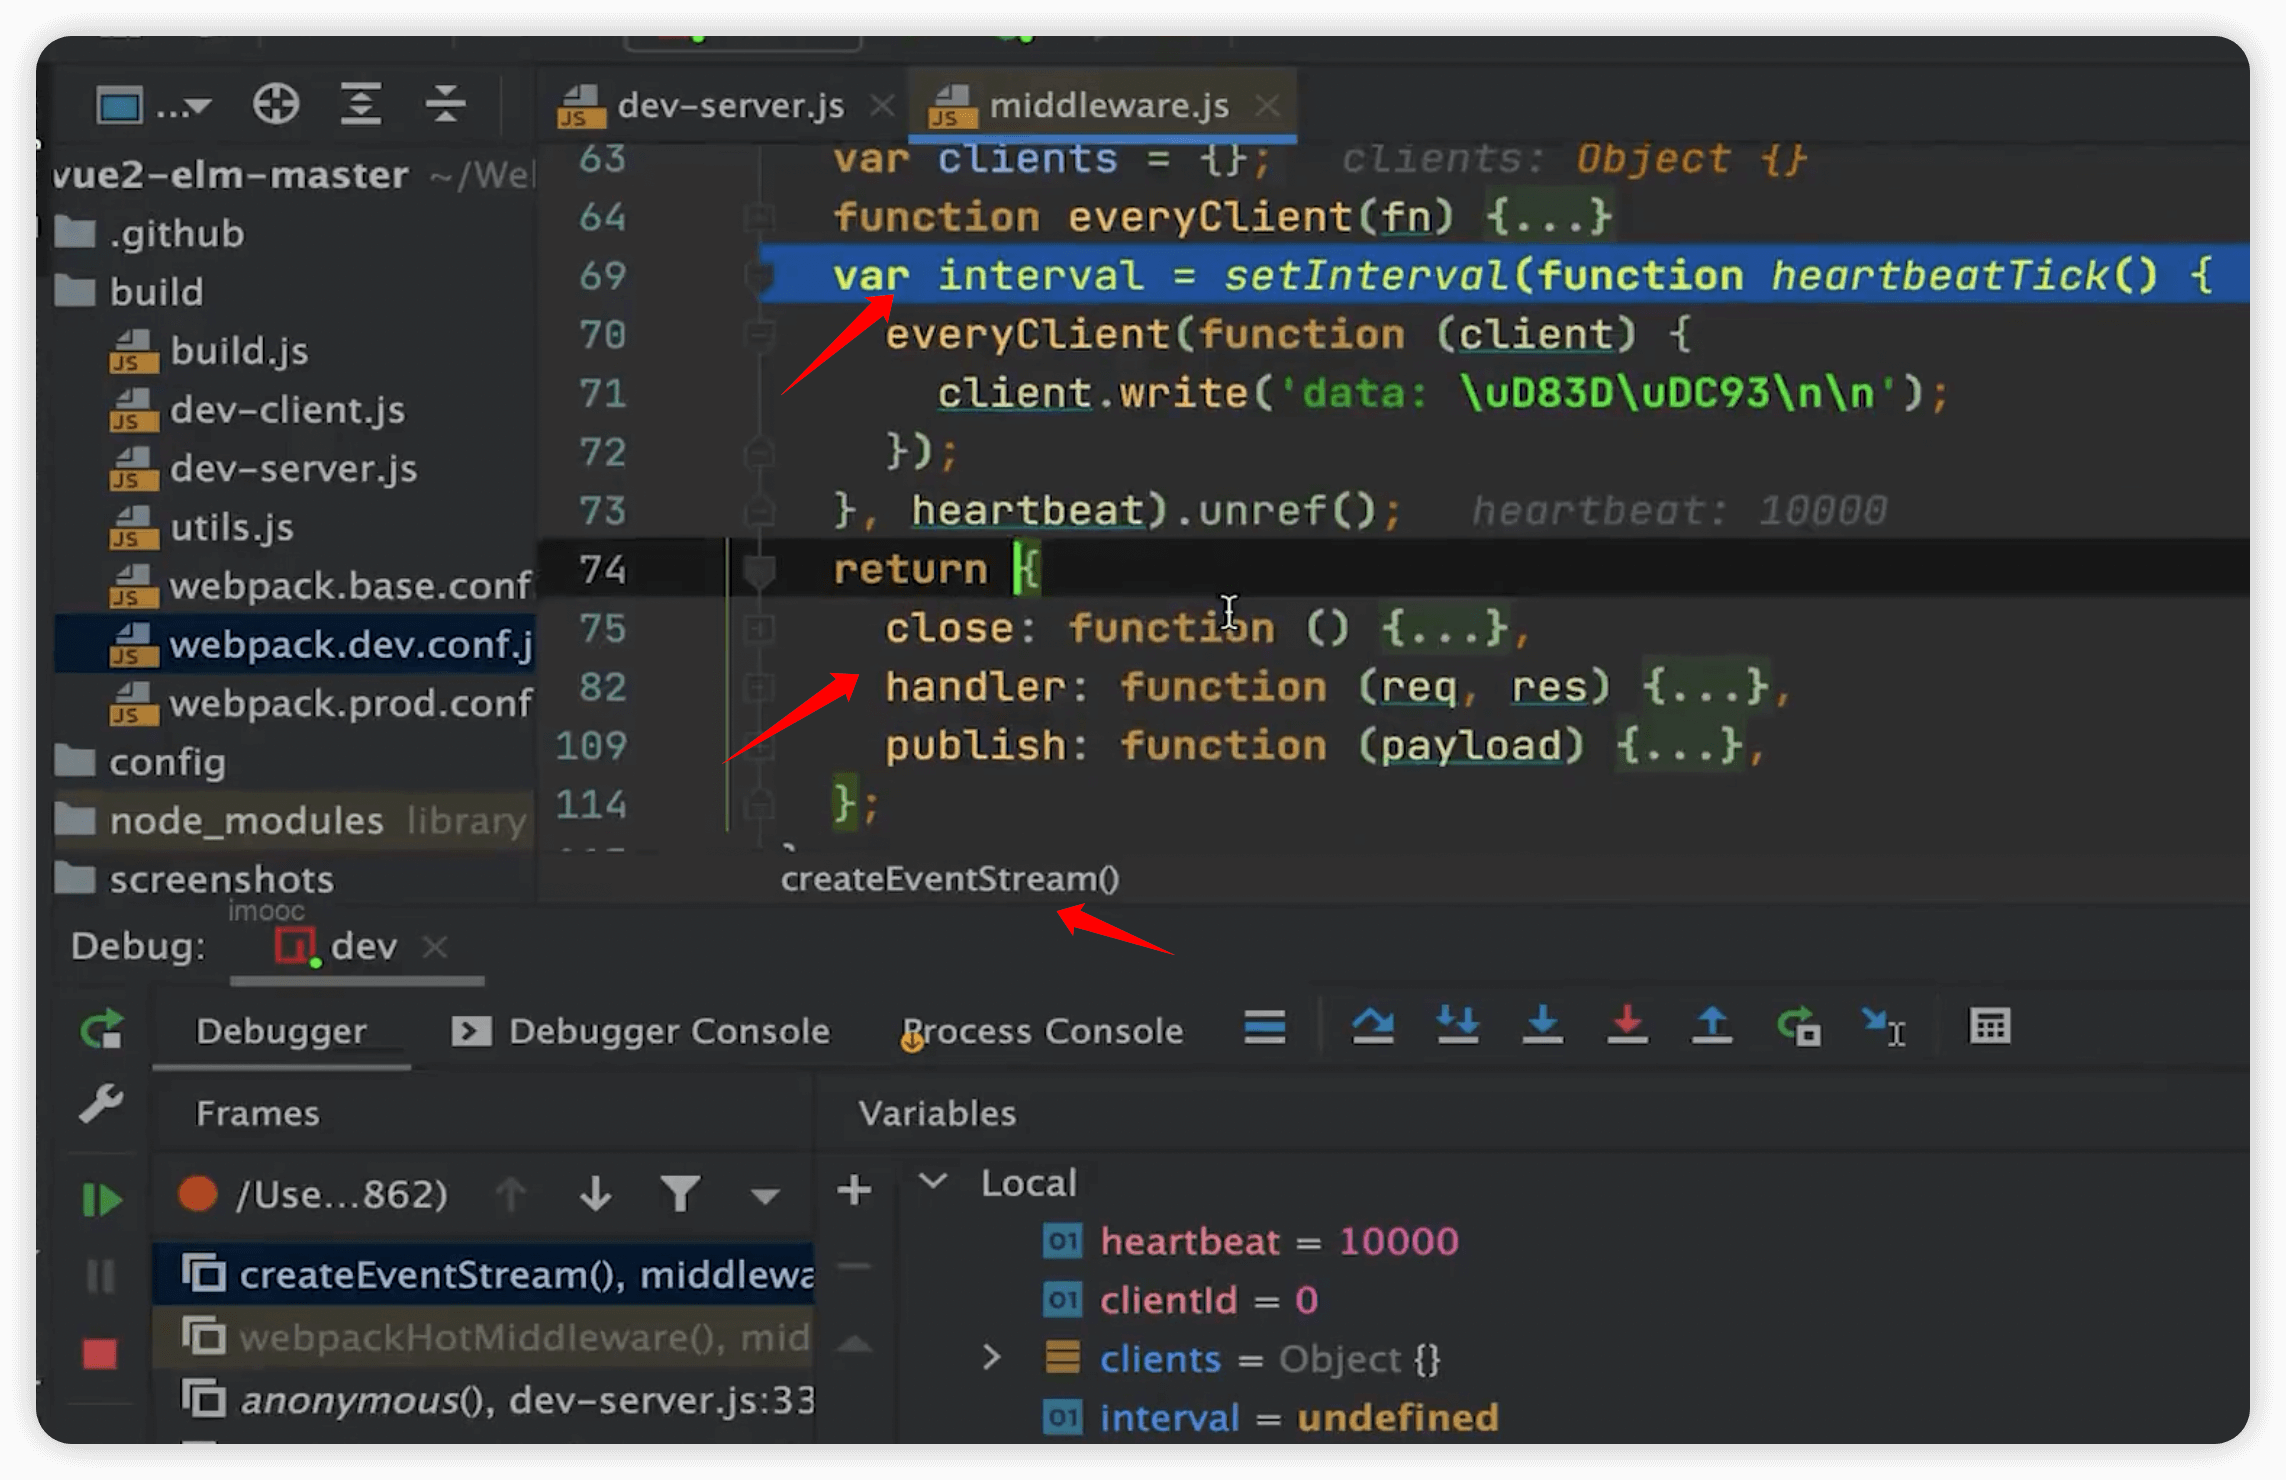 dev-server.js
middleware.js
vue2-elm-master ~/We
.github
build
build.js
dev-client.js
dev-server.js
utils.js
webpack.base.conf
webpack.dev.conf.j
webpack.prod.conf
config
node_modules library
screenshots
63 var clients = {}; clients: Object {}
64 function everyClient(fn) {...}
69 var interval = setInterval(function heartbeatTick() {
70 everyClient(function (client) {
71 client.write('data: \uD83D\uDC93\n\n');
72 });
73 }, heartbeat).unref(); heartbeat: 10000
74 return {
75 close: function () {...},
82 handler: function (req, res) {...},
109 publish: function (payload) {...},
114 };
createEventStream()
imooc
Debug: dev
Debugger Debugger Console Process Console
Frames
Variables
/Use...862)
createEventStream(), middlewa
webpackHotMiddleware(), mid
anonymous(), dev-server.js:33
Local
heartbeat = 10000
clientId = 0
clients = Object {}
interval = undefined